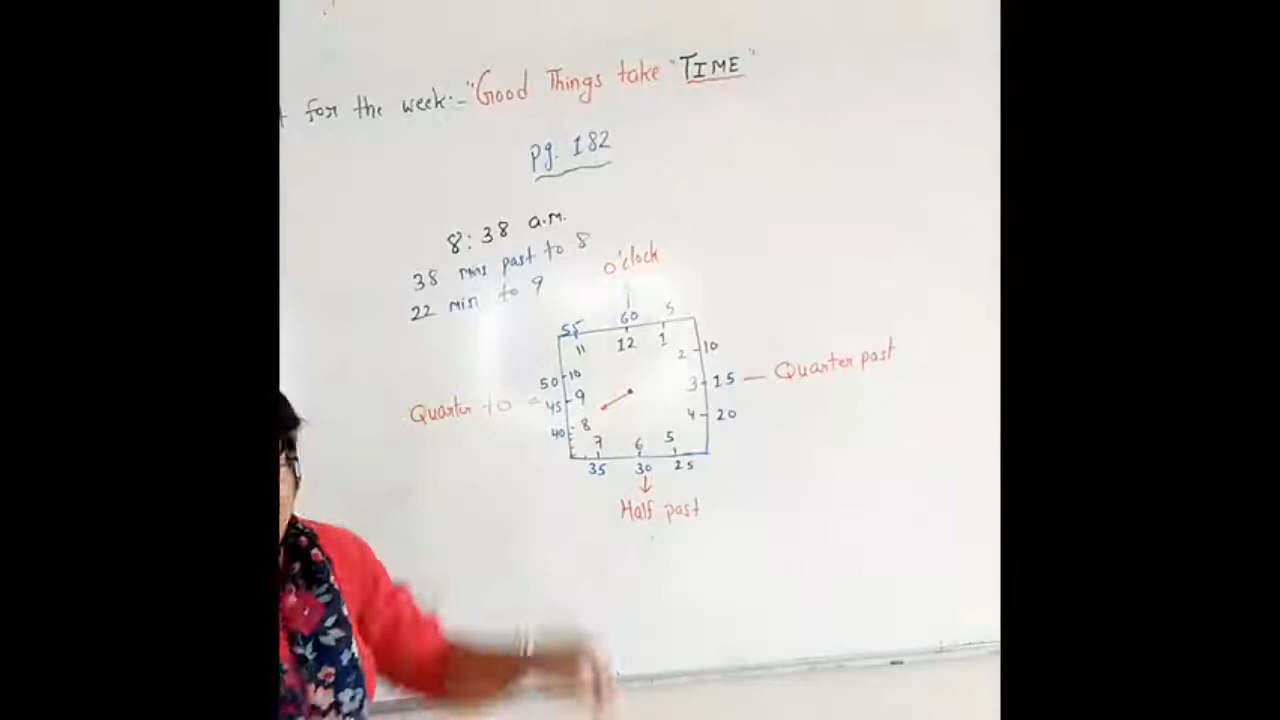 for the week:- "Good Things take "TIME"
pg. 182
8:38 a.m.
38 mins past to 8
22 min to 9
o'clock
55 60 5
11 12 1
50 10 2 10
Quarter to = 45 9 3 15 — Quarter past
40 8 4 20
7 6 5
35 30 25
Half past